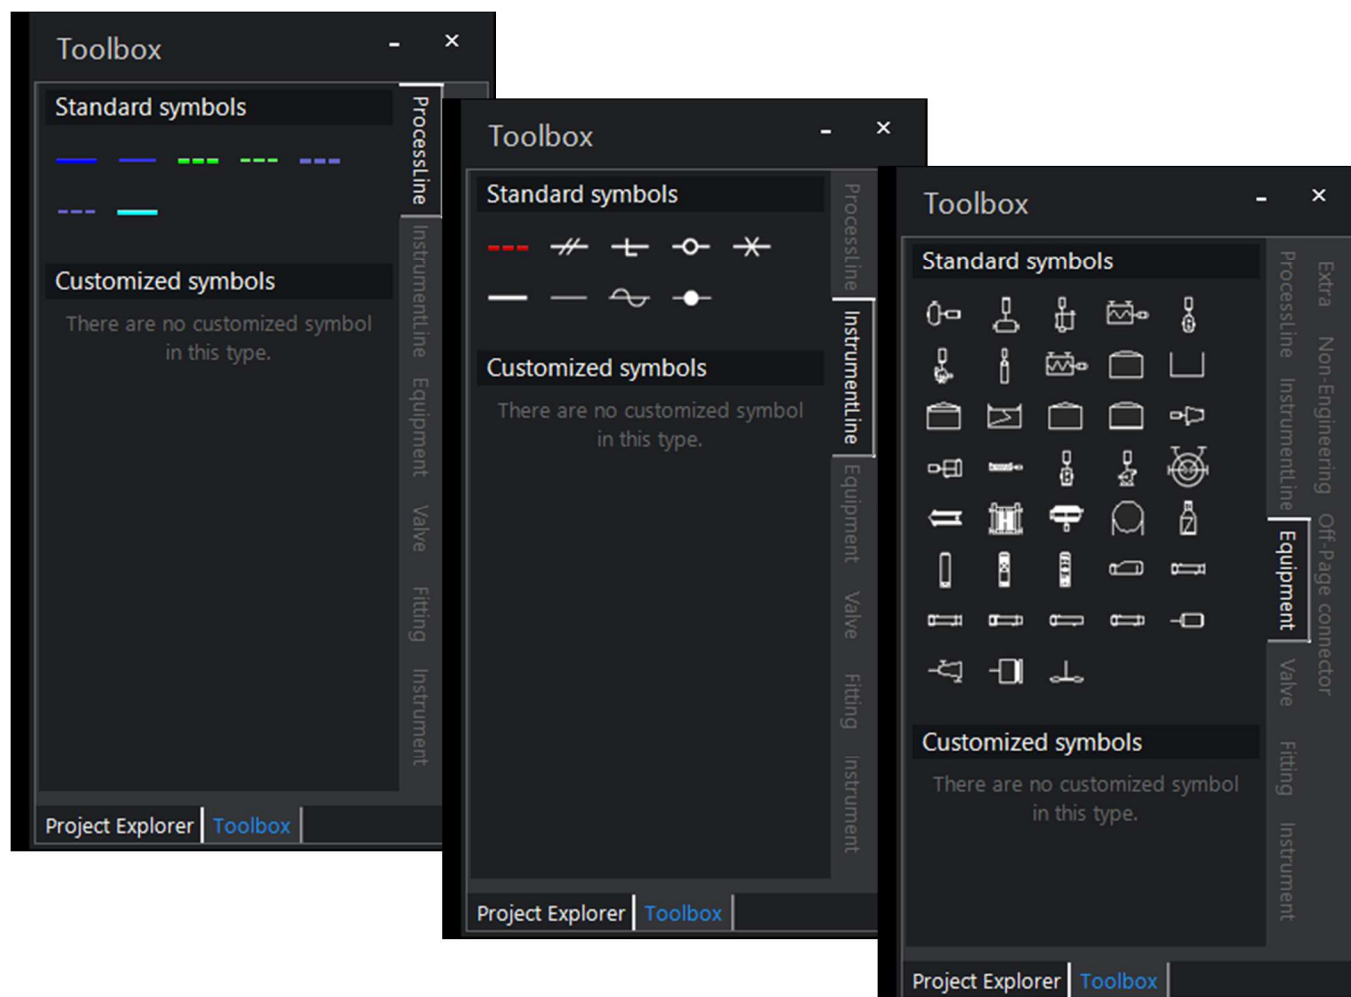 Toolbox
Standard symbols
Customized symbols
There are no customized symbol
in this type.
ProcessLine
InstrumentLine
Equipment
Valve
Fitting
Instrument
Project Explorer
Toolbox
Toolbox
Standard symbols
Customized symbols
There are no customized symbol
in this type.
ProcessLine
InstrumentLine
Equipment
Valve
Fitting
Instrument
Project Explorer
Toolbox
Toolbox
Standard symbols
Customized symbols
There are no customized symbol
in this type.
ProcessLine
InstrumentLine
Equipment
Valve
Fitting
Instrument
Extra
Non-Engineering
Off-Page connector
Project Explorer
Toolbox